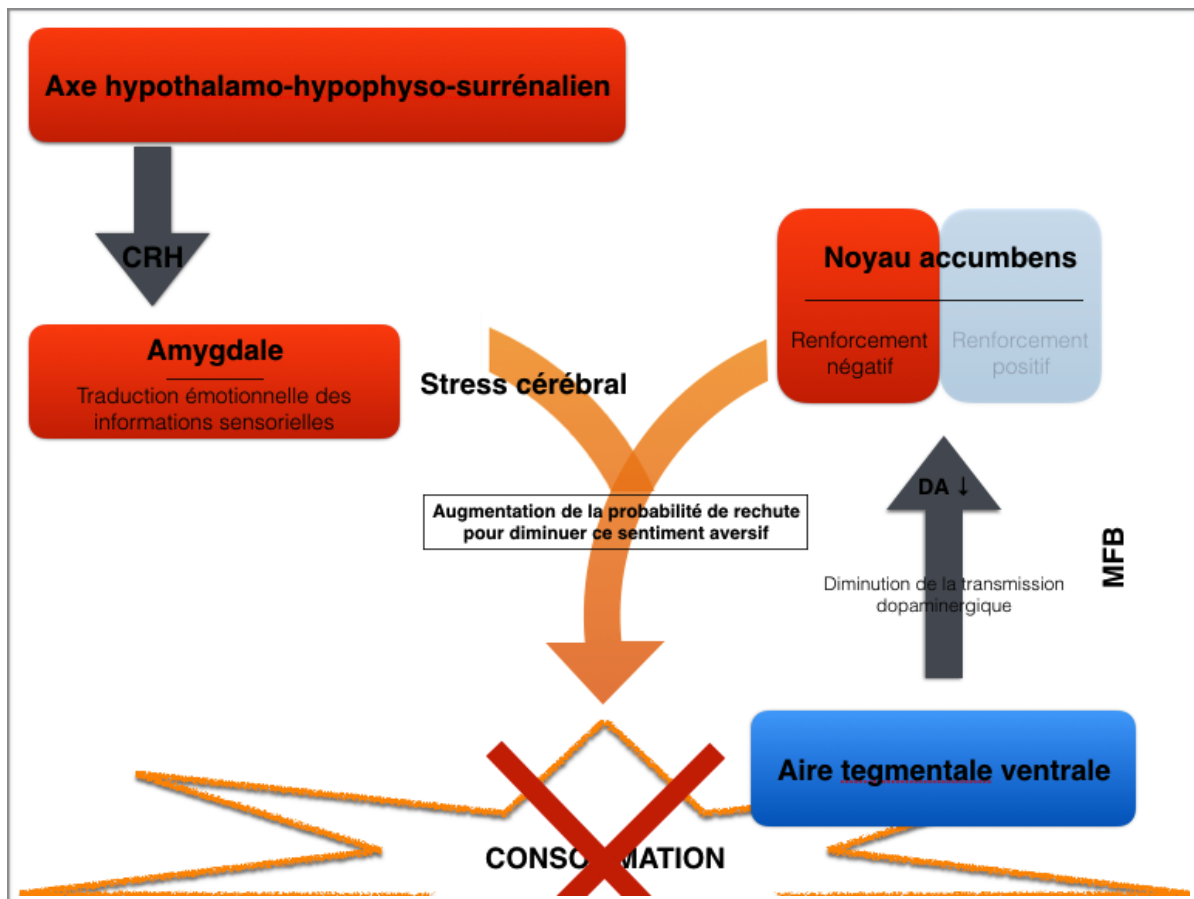 Axe hypothalamo-hypophyso-surrénalien
CRH
Amygdale
Traduction émotionnelle des
informations sensorielles
Stress cérébral
Noyau accumbens
Renforcement
négatif
Renforcement
positif
Augmentation de la probabilité de rechute
pour diminuer ce sentiment aversif
DA ↓
MFB
Diminution de la transmission
dopaminergique
Aire tegmentale ventrale
CONSOMMATION